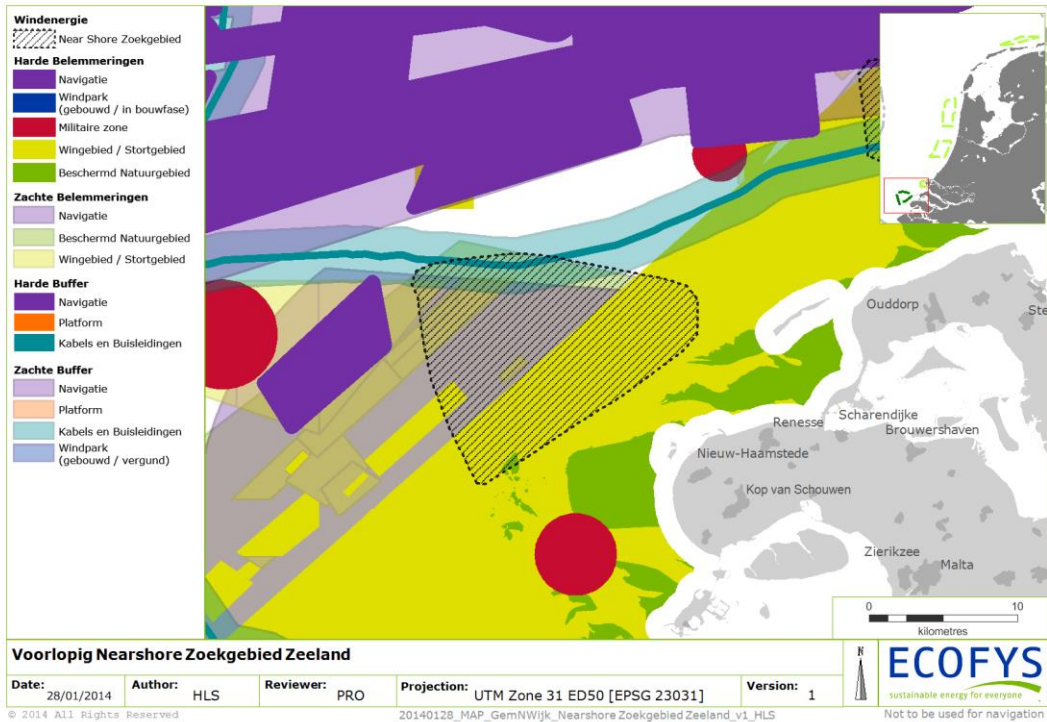 Windenergie
Near Shore Zoekgebied
Harde Belemmeringen
Navigatie
Windpark
(gebouwd / in bouwfase)
Militaire zone
Wingebied / Stortgebied
Beschermd Natuurgebied
Zachte Belemmeringen
Navigatie
Beschermd Natuurgebied
Wingebied / Stortgebied
Harde Buffer
Navigatie
Platform
Kabels en Buisleidingen
Zachte Buffer
Navigatie
Platform
Kabels en Buisleidingen
Windpark
(gebouwd / vergund)
Ouddorp
Ste
Scharendijke
Renesse
Brouwershaven
Nieuw-Haamstede
Kop van Schouwen
Zierikzee
Malta
0 10
kilometres
Voorlopig Nearshore Zoekgebied Zeeland
Date: 28/01/2014 Author: HLS Reviewer: PRO Projection: UTM Zone 31 ED50 [EPSG 23031] Version: 1
N
ECOFYS
sustainable energy for everyone
© 2014 All Rights Reserved 20140128_MAP_GemNWijk_Nearshore Zoekgebied Zeeland_v1_HLS Not to be used for navigation